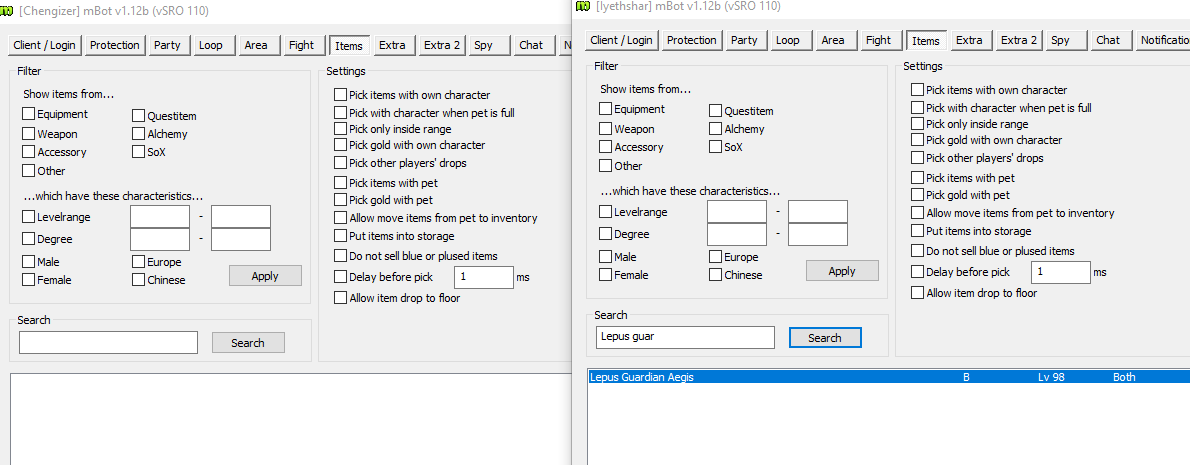 [Chengizer] mBot v1.12b (vSRO 110)
Client / Login Protection Party Loop Area Fight Items Extra Extra 2 Spy Chat N
Filter
Show items from...
Equipment Questitem
Weapon Alchemy
Accessory SoX
Other
...which have these characteristics...
Levelrange -
Degree -
Male Europe
Female Chinese
Apply
Search
Search
Settings
Pick items with own character
Pick with character when pet is full
Pick only inside range
Pick gold with own character
Pick other players' drops
Pick items with pet
Pick gold with pet
Allow move items from pet to inventory
Put items into storage
Do not sell blue or plused items
Delay before pick 1 ms
Allow item drop to floor
[Iyethshar] mBot v1.12b (vSRO 110)
Client / Login Protection Party Loop Area Fight Items Extra Extra 2 Spy Chat Notificatio
Filter
Show items from...
Equipment Questitem
Weapon Alchemy
Accessory SoX
Other
...which have these characteristics...
Levelrange -
Degree -
Male Europe
Female Chinese
Apply
Search
Lepus guar Search
Settings
Pick items with own character
Pick with character when pet is full
Pick only inside range
Pick gold with own character
Pick other players' drops
Pick items with pet
Pick gold with pet
Allow move items from pet to inventory
Put items into storage
Do not sell blue or plused items
Delay before pick 1 ms
Allow item drop to floor
Lepus Guardian Aegis B Lv 98 Both